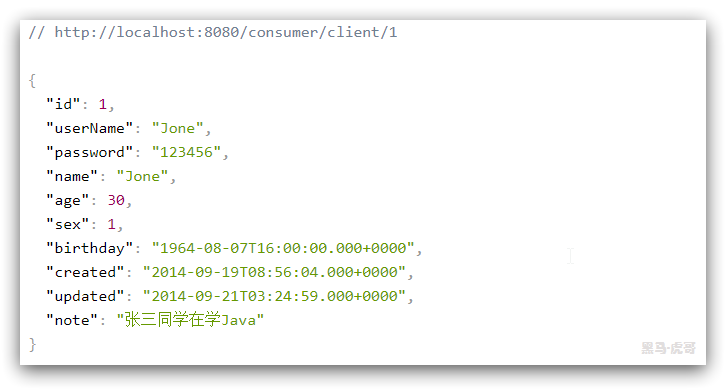 // http://localhost:8080/consumer/client/1
{
"id": 1,
"userName": "Jone",
"password": "123456",
"name": "Jone",
"age": 30,
"sex": 1,
"birthday": "1964-08-07T16:00:00.000+0000",
"created": "2014-09-19T08:56:04.000+0000",
"updated": "2014-09-21T03:24:59.000+0000",
"note": "张三同学在学Java"
}
黑马·虎哥